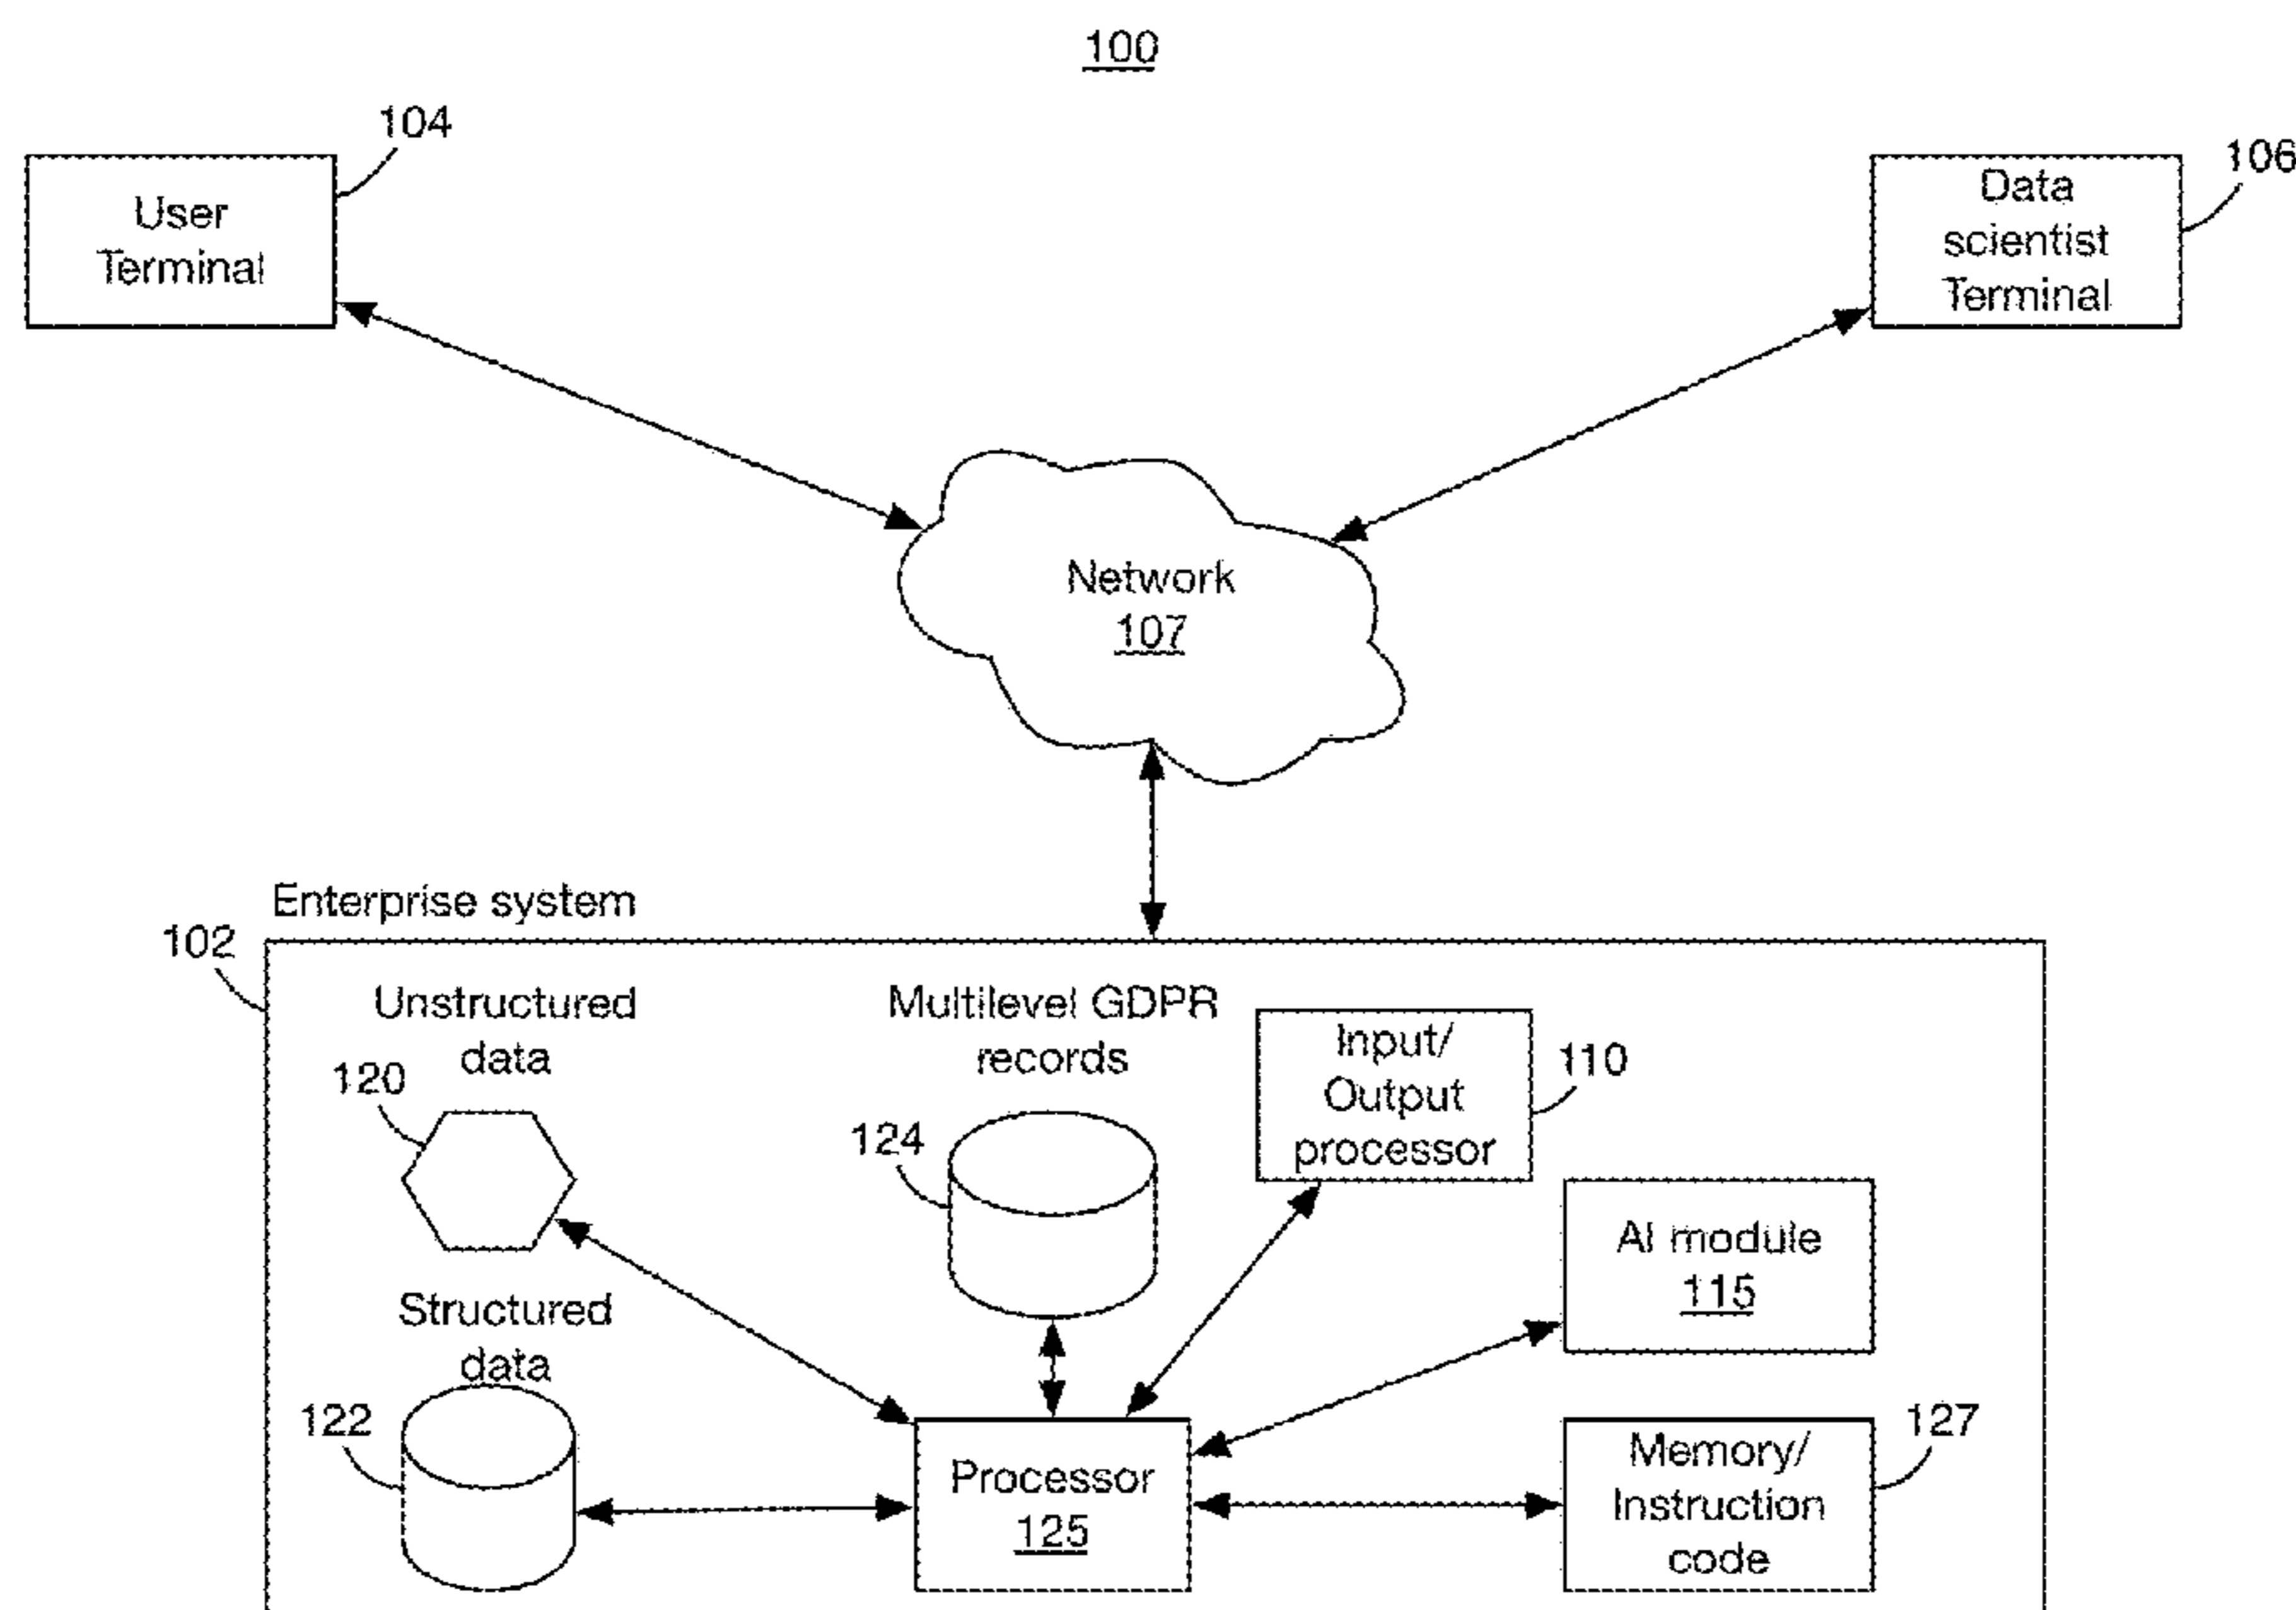 100
104
User
Terminal
106
Data
scientist
Terminal
Network
107
Enterprise system
102
Unstructured
data
120
Multilevel GDPR
records
124
Input/
Output
processor
110
AI module
115
Structured
data
122
Processor
125
Memory/
Instruction
code
127